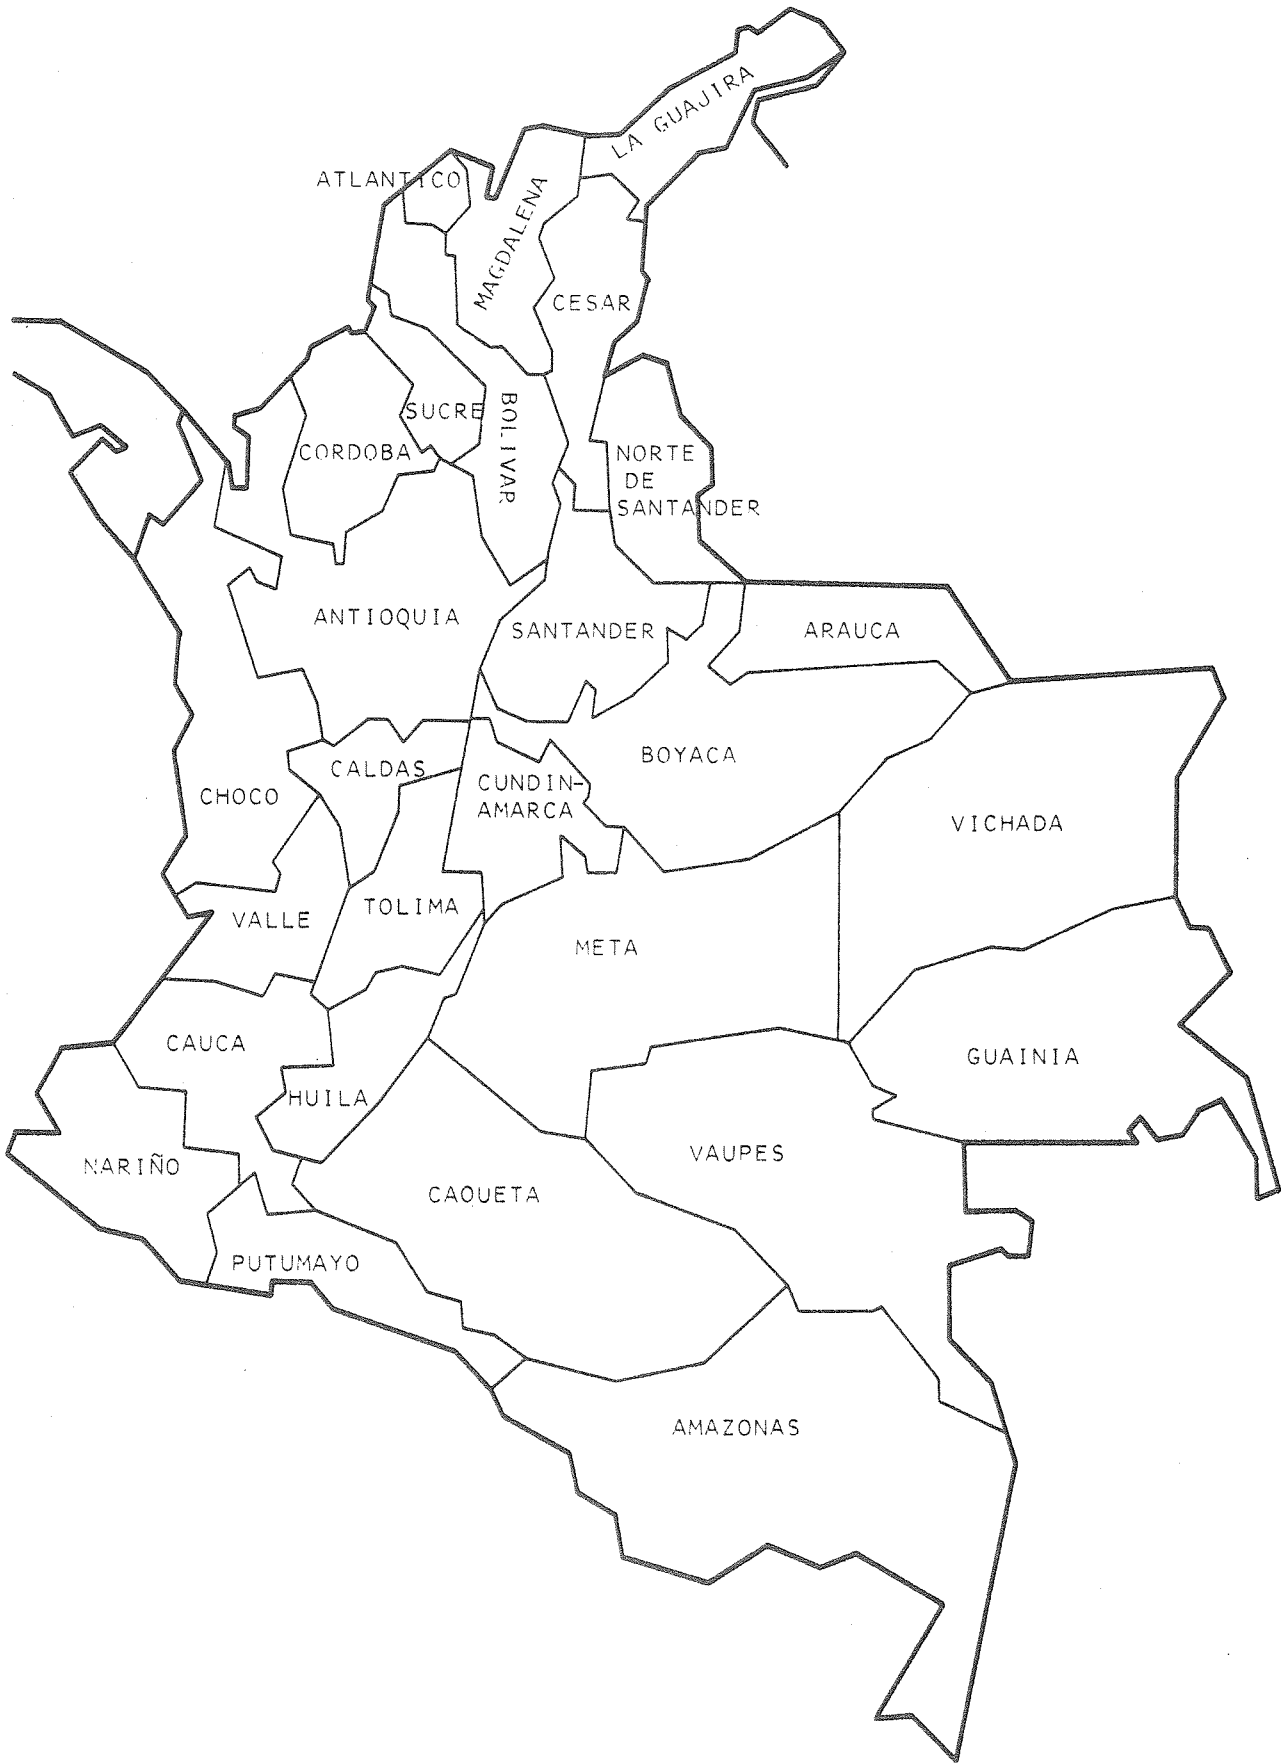 LA GUAJIRA
ATLANTICO
MAGDALENA
CESAR
SUCRE
BOLIVAR
CORDOBA
NORTE
DE
SANTANDER
ANTIOQUIA
SANTANDER
ARAUCA
BOYACA
CALDAS
CUNDIN-
AMARCA
CHOCO
VICHADA
TOLIMA
VALLE
META
CAUCA
GUAINIA
HUILA
VAUPES
NARIÑO
CAQUETA
PUTUMAYO
AMAZONAS